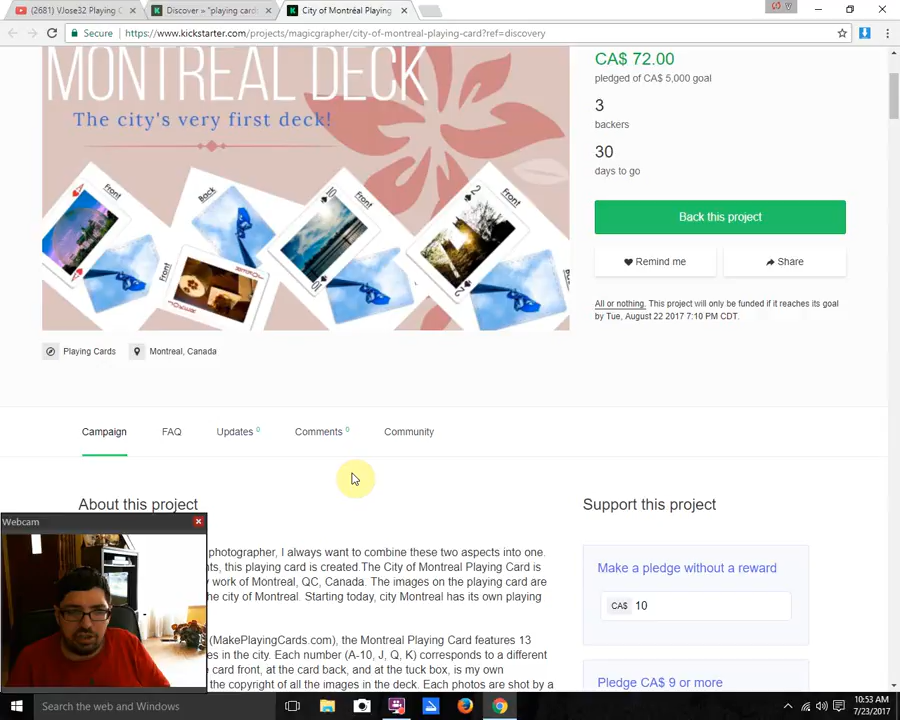 (2681) VJose32 Playing C
Discover » "playing cards
City of Montréal Playing
Secure
https://www.kickstarter.com/projects/magicgrapher/city-of-montreal-playing-card?ref=discovery
MONTREAL DECK
The city's very first deck!
Front
Back
Front
Front
Front
CA$ 72.00
pledged of CA$ 5,000 goal
3
backers
30
days to go
Back this project
Remind me
Share
All or nothing. This project will only be funded if it reaches its goal
by Tue, August 22 2017 7:10 PM CDT.
Playing Cards
Montreal, Canada
Campaign
FAQ
Updates 0
Comments 0
Community
About this project
Support this project
Webcam
photographer, I always want to combine these two aspects into one.
this playing card is created.The City of Montreal Playing Card is
work of Montreal, QC, Canada. The images on the playing card are
he city of Montreal. Starting today, city Montreal has its own playing
(MakePlayingCards.com), the Montreal Playing Card features 13
es in the city. Each number (A-10, J, Q, K) corresponds to a different
card front, at the card back, and at the tuck box, is my own
the copyright of all the images in the deck. Each photos are shot by a
Make a pledge without a reward
CA$ 10
Pledge CA$ 9 or more
Search the web and Windows
10:53 AM
7/23/2017